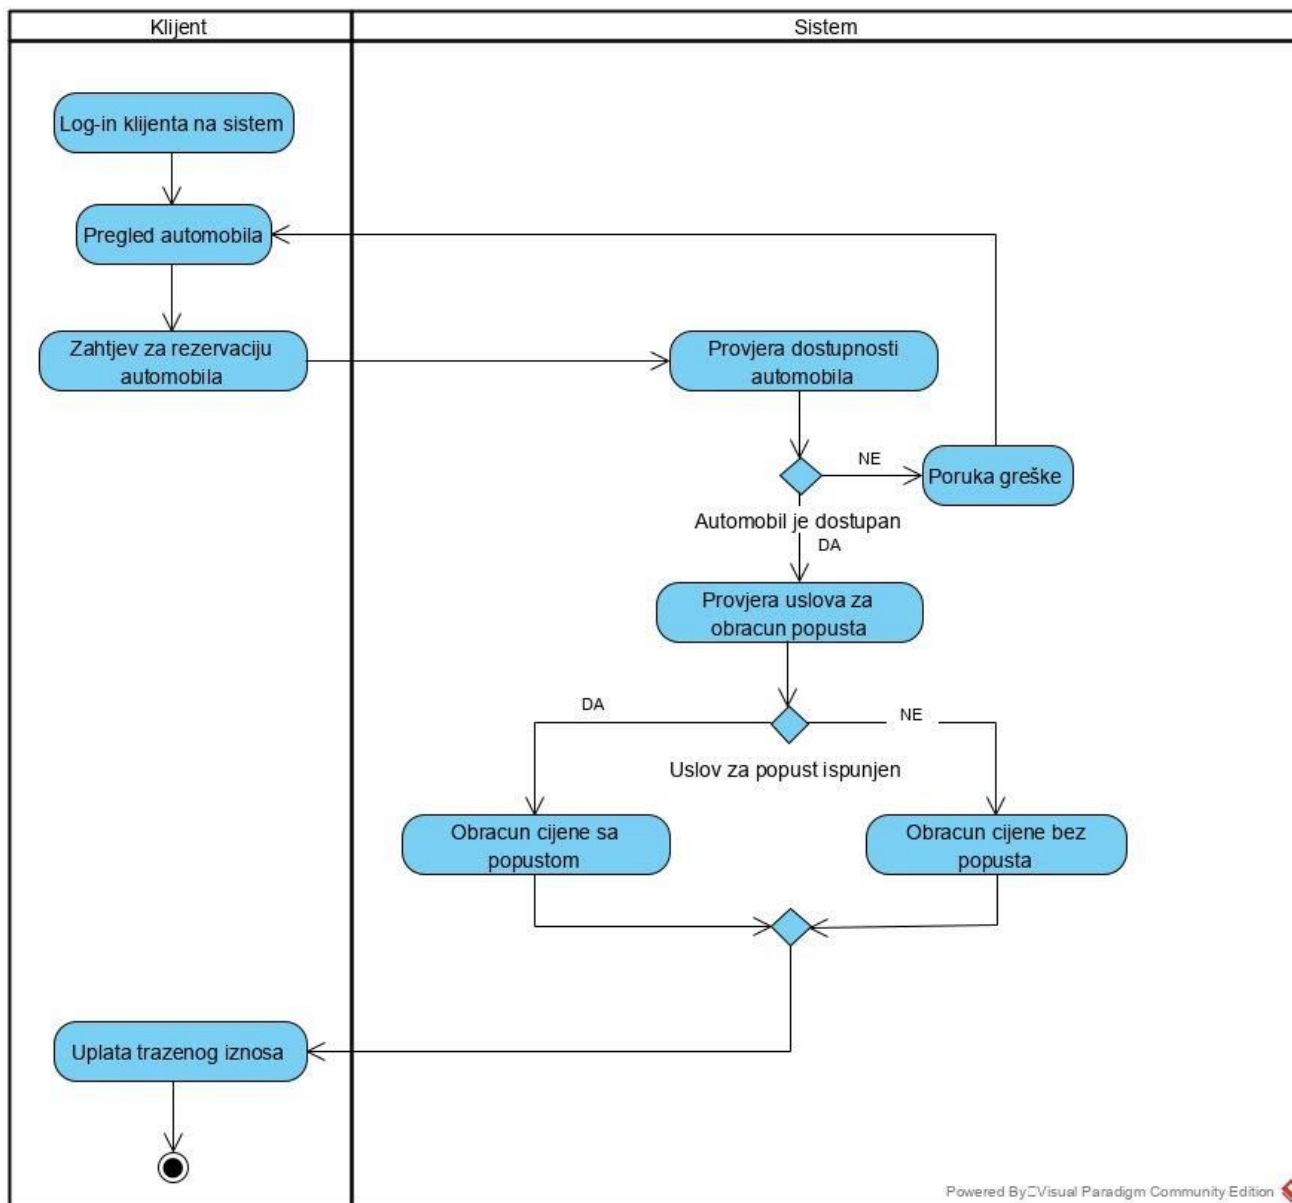 Klijent
Sistem
Log-in klijenta na sistem
Pregled automobila
Zahtjev za rezervaciju
automobila
Provjera dostupnosti
automobila
NE
Poruka greške
Automobil je dostupan
DA
Provjera uslova za
obracun popusta
DA
NE
Uslov za popust ispunjen
Obracun cijene sa
popustom
Obracun cijene bez
popusta
Uplata trazenog iznosa
Powered By Visual Paradigm Community Edition